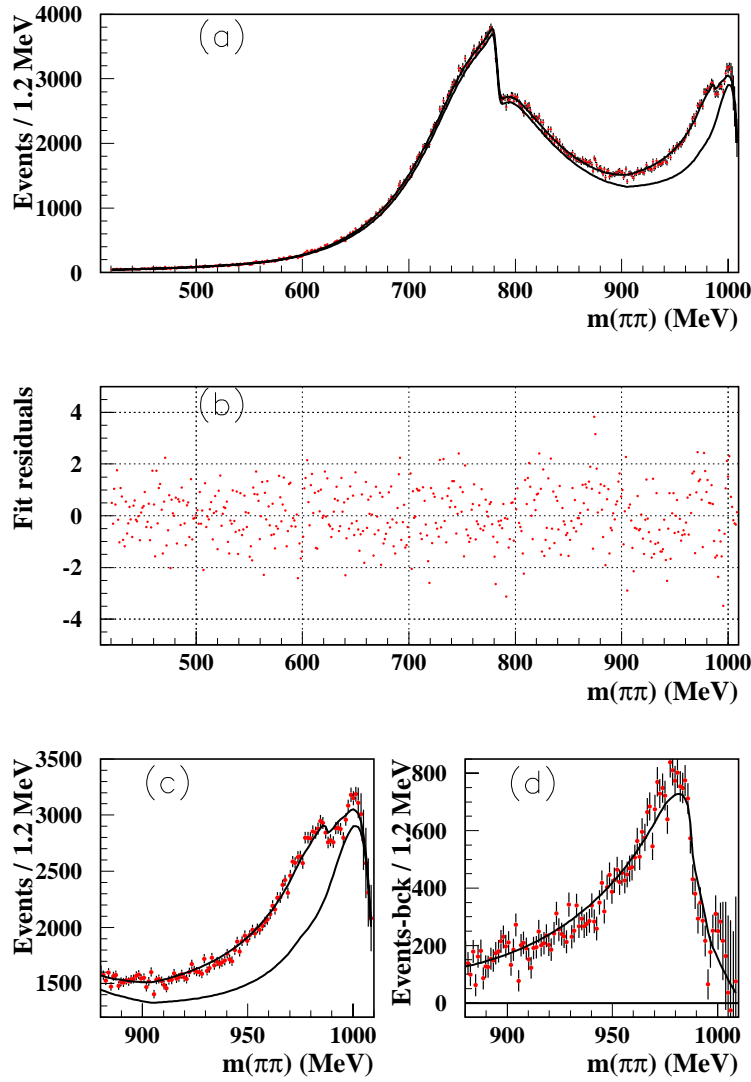 (a)
Events / 1.2 MeV
4000
3000
2000
1000
0
500 600 700 800 900 1000
m(ππ) (MeV)
(b)
Fit residuals
4
2
0
-2
-4
500 600 700 800 900 1000
m(ππ) (MeV)
(c)
Events / 1.2 MeV
3500
3000
2500
2000
1500
900 950 1000
m(ππ) (MeV)
(d)
Events-bck / 1.2 MeV
800
600
400
200
0
900 950 1000
m(ππ) (MeV)